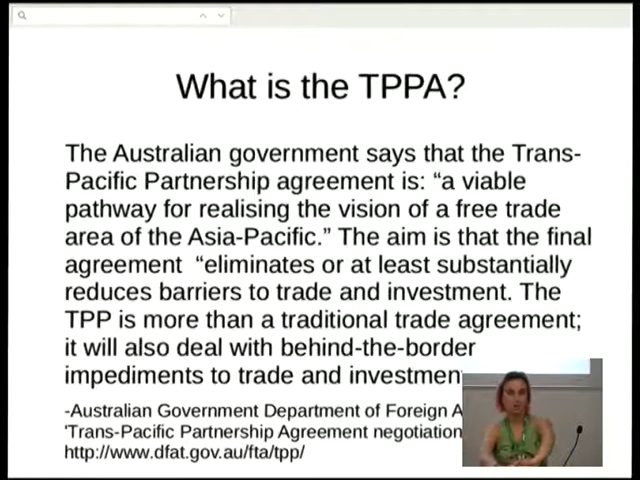 What is the TPPA?
The Australian government says that the Trans-
Pacific Partnership agreement is: “a viable
pathway for realising the vision of a free trade
area of the Asia-Pacific.” The aim is that the final
agreement “eliminates or at least substantially
reduces barriers to trade and investment. The
TPP is more than a traditional trade agreement;
it will also deal with behind-the-border
impediments to trade and investmen
-Australian Government Department of Foreign A
'Trans-Pacific Partnership Agreement negotiation
http://www.dfat.gov.au/fta/tpp/